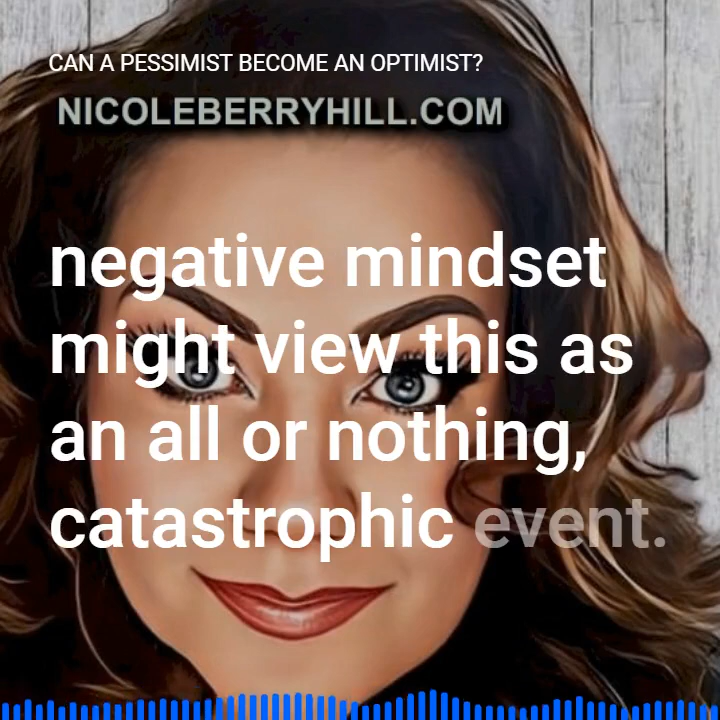 CAN A PESSIMIST BECOME AN OPTIMIST?
NICOLEBERRYHILL.COM
negative mindset
might view this as
an all or nothing,
catastrophic event.